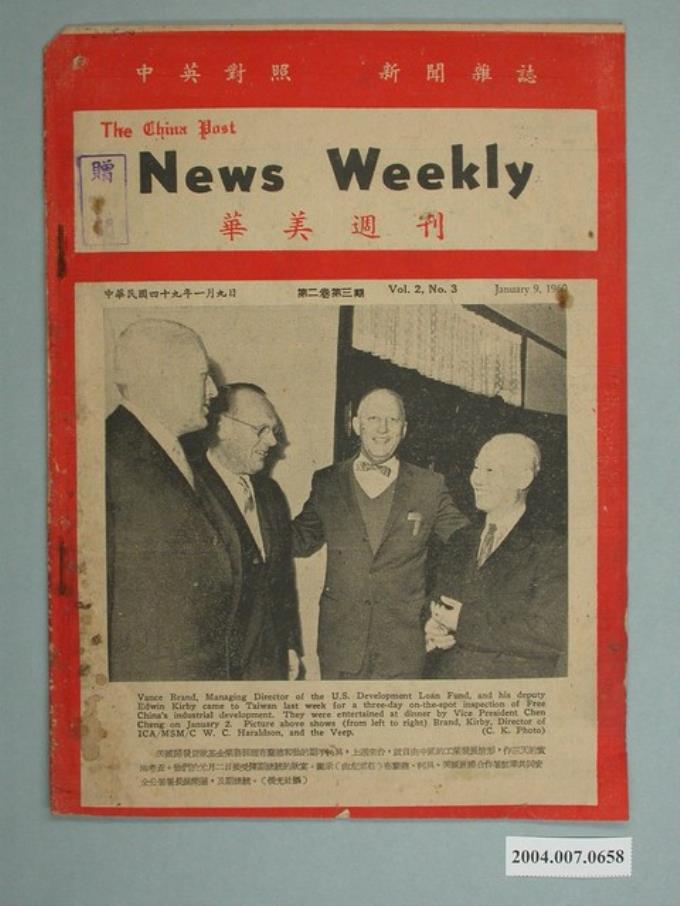 中英對照 新聞雜誌
The China Post
贈
News Weekly
華美週刊
中華民國四十九年一月九日 第二卷第三期 Vol. 2, No. 3 January 9, 1960
Vance Brand, Managing Director of the U.S. Development Loan Fund, and his deputy
Edwin Kirby came to Taiwan last week for a three-day on-the-spot inspection of Free
China's industrial development. They were entertained at dinner by Vice President Chen
Cheng on January 2. Picture above shows (from left to right) Brand, Kirby, Director of
ICA/MSM/C W. C. Haraldson, and the Veep. (C. K. Photo)
2004.007.0658